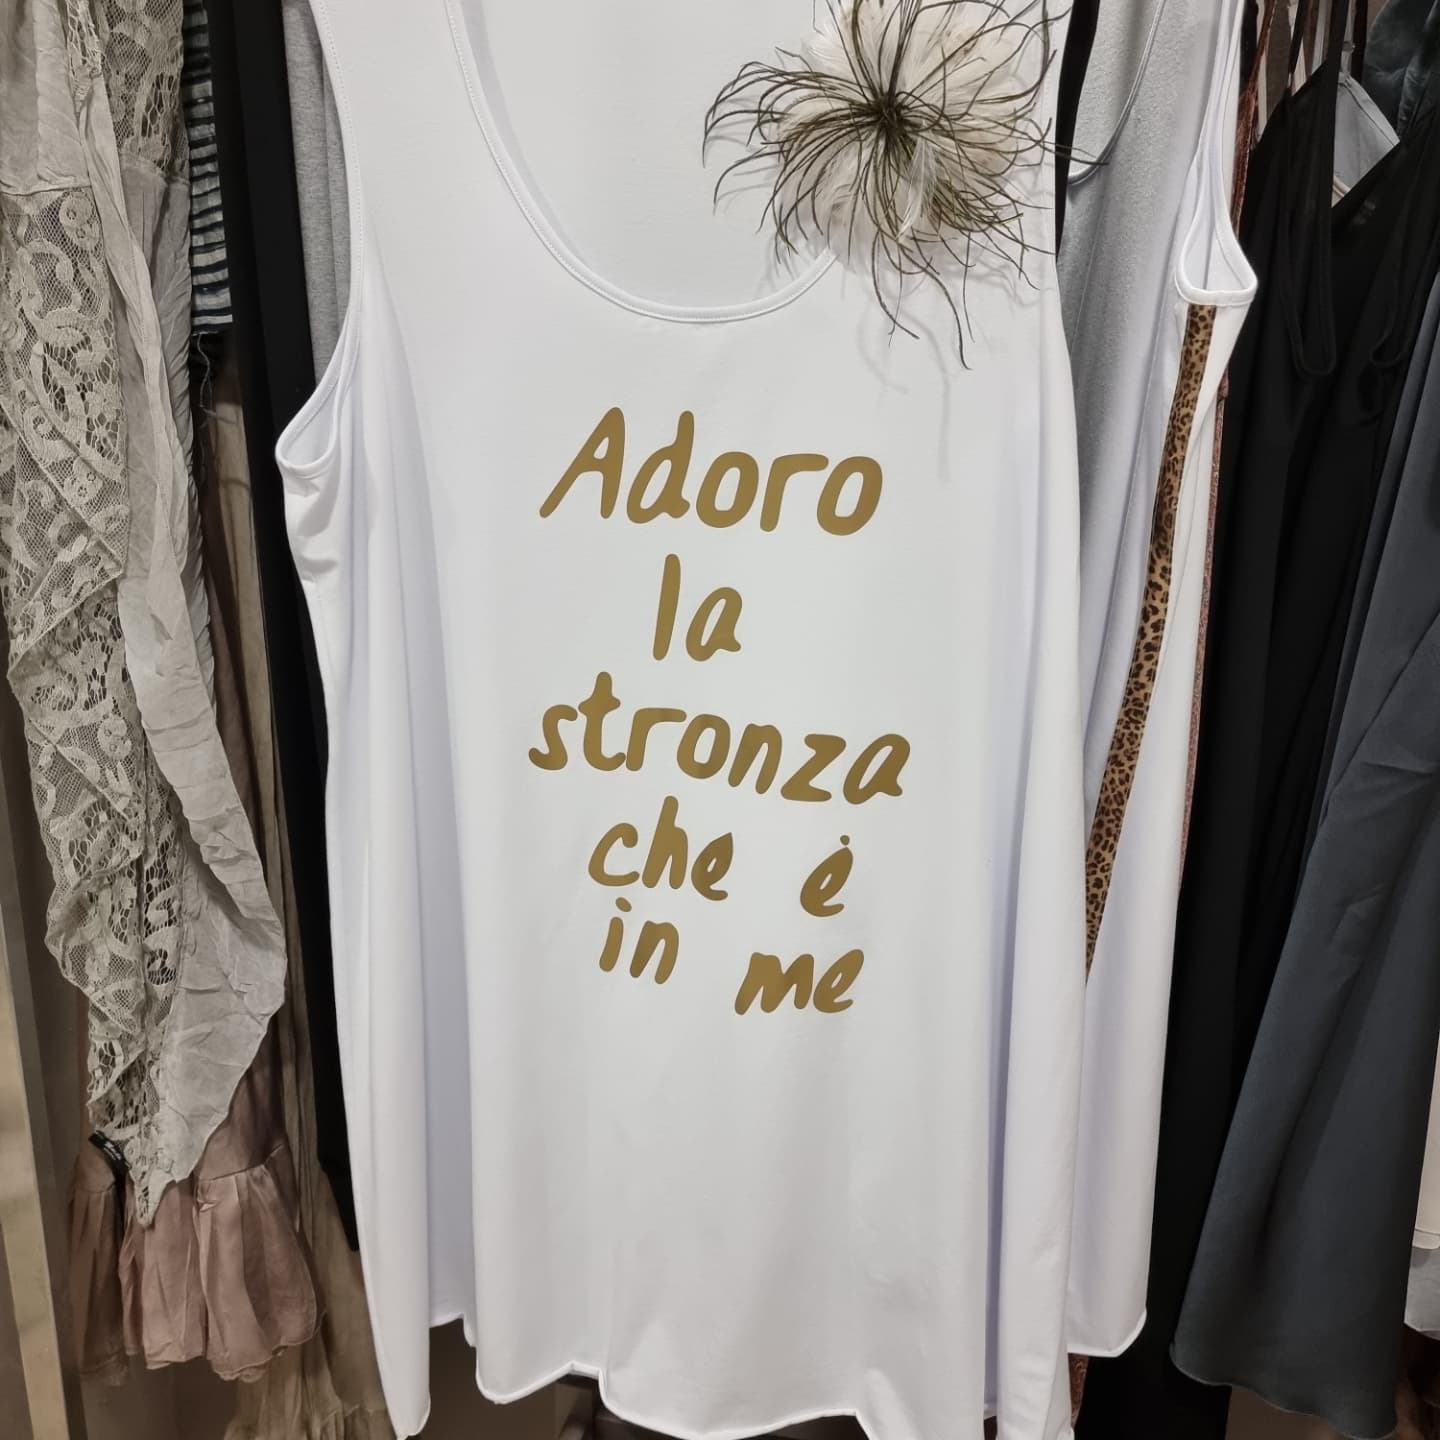 Adoro
la
stronza
che è
in me